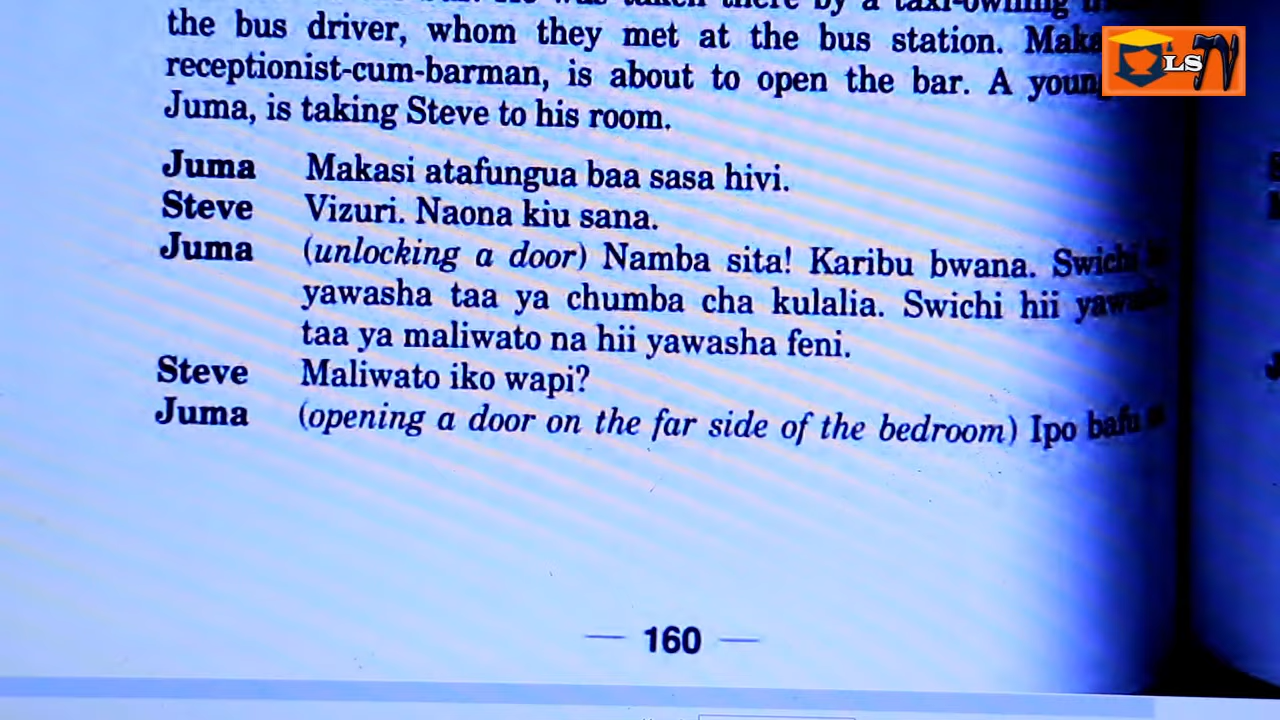 the bus driver, whom they met at the bus station.
receptionist-cum-barman, is about to open the bar. A
Juma, is taking Steve to his room.
Juma Makasi atafungua baa sasa hivi.
Steve Vizuri. Naona kiu sana.
Juma (unlocking a door) Namba sita! Karibu bwana. Swichi
yawasha taa ya chumba cha kulalia. Swichi hii
taa ya maliwato na hii yawasha feni.
Steve Maliwato iko wapi?
Juma (opening a door on the far side of the bedroom) Ipo bafu
— 160 —
LS